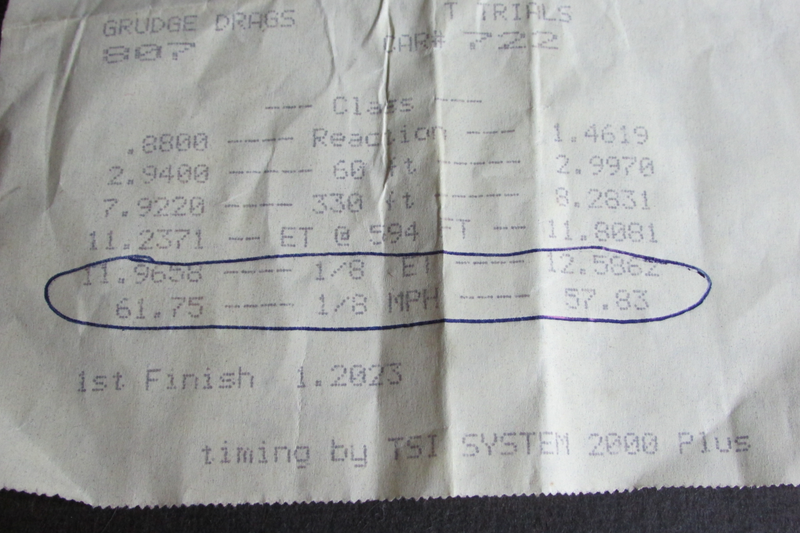 GRUDGE DRAGS T TRIALS
807 CAR# 722
--- Class ---
.8800 ---- Reaction --- 1.4619
2.9400 ---- 60 ft ----- 2.9970
7.9220 ---- 330 ft ---- 8.2831
11.2371 -- ET @ 594 FT -- 11.8081
11.9658 ---- 1/8 ET ---- 12.5862
61.75 ---- 1/8 MPH ---- 57.83
1st Finish 1.2023
timing by TSI SYSTEM 2000 Plus